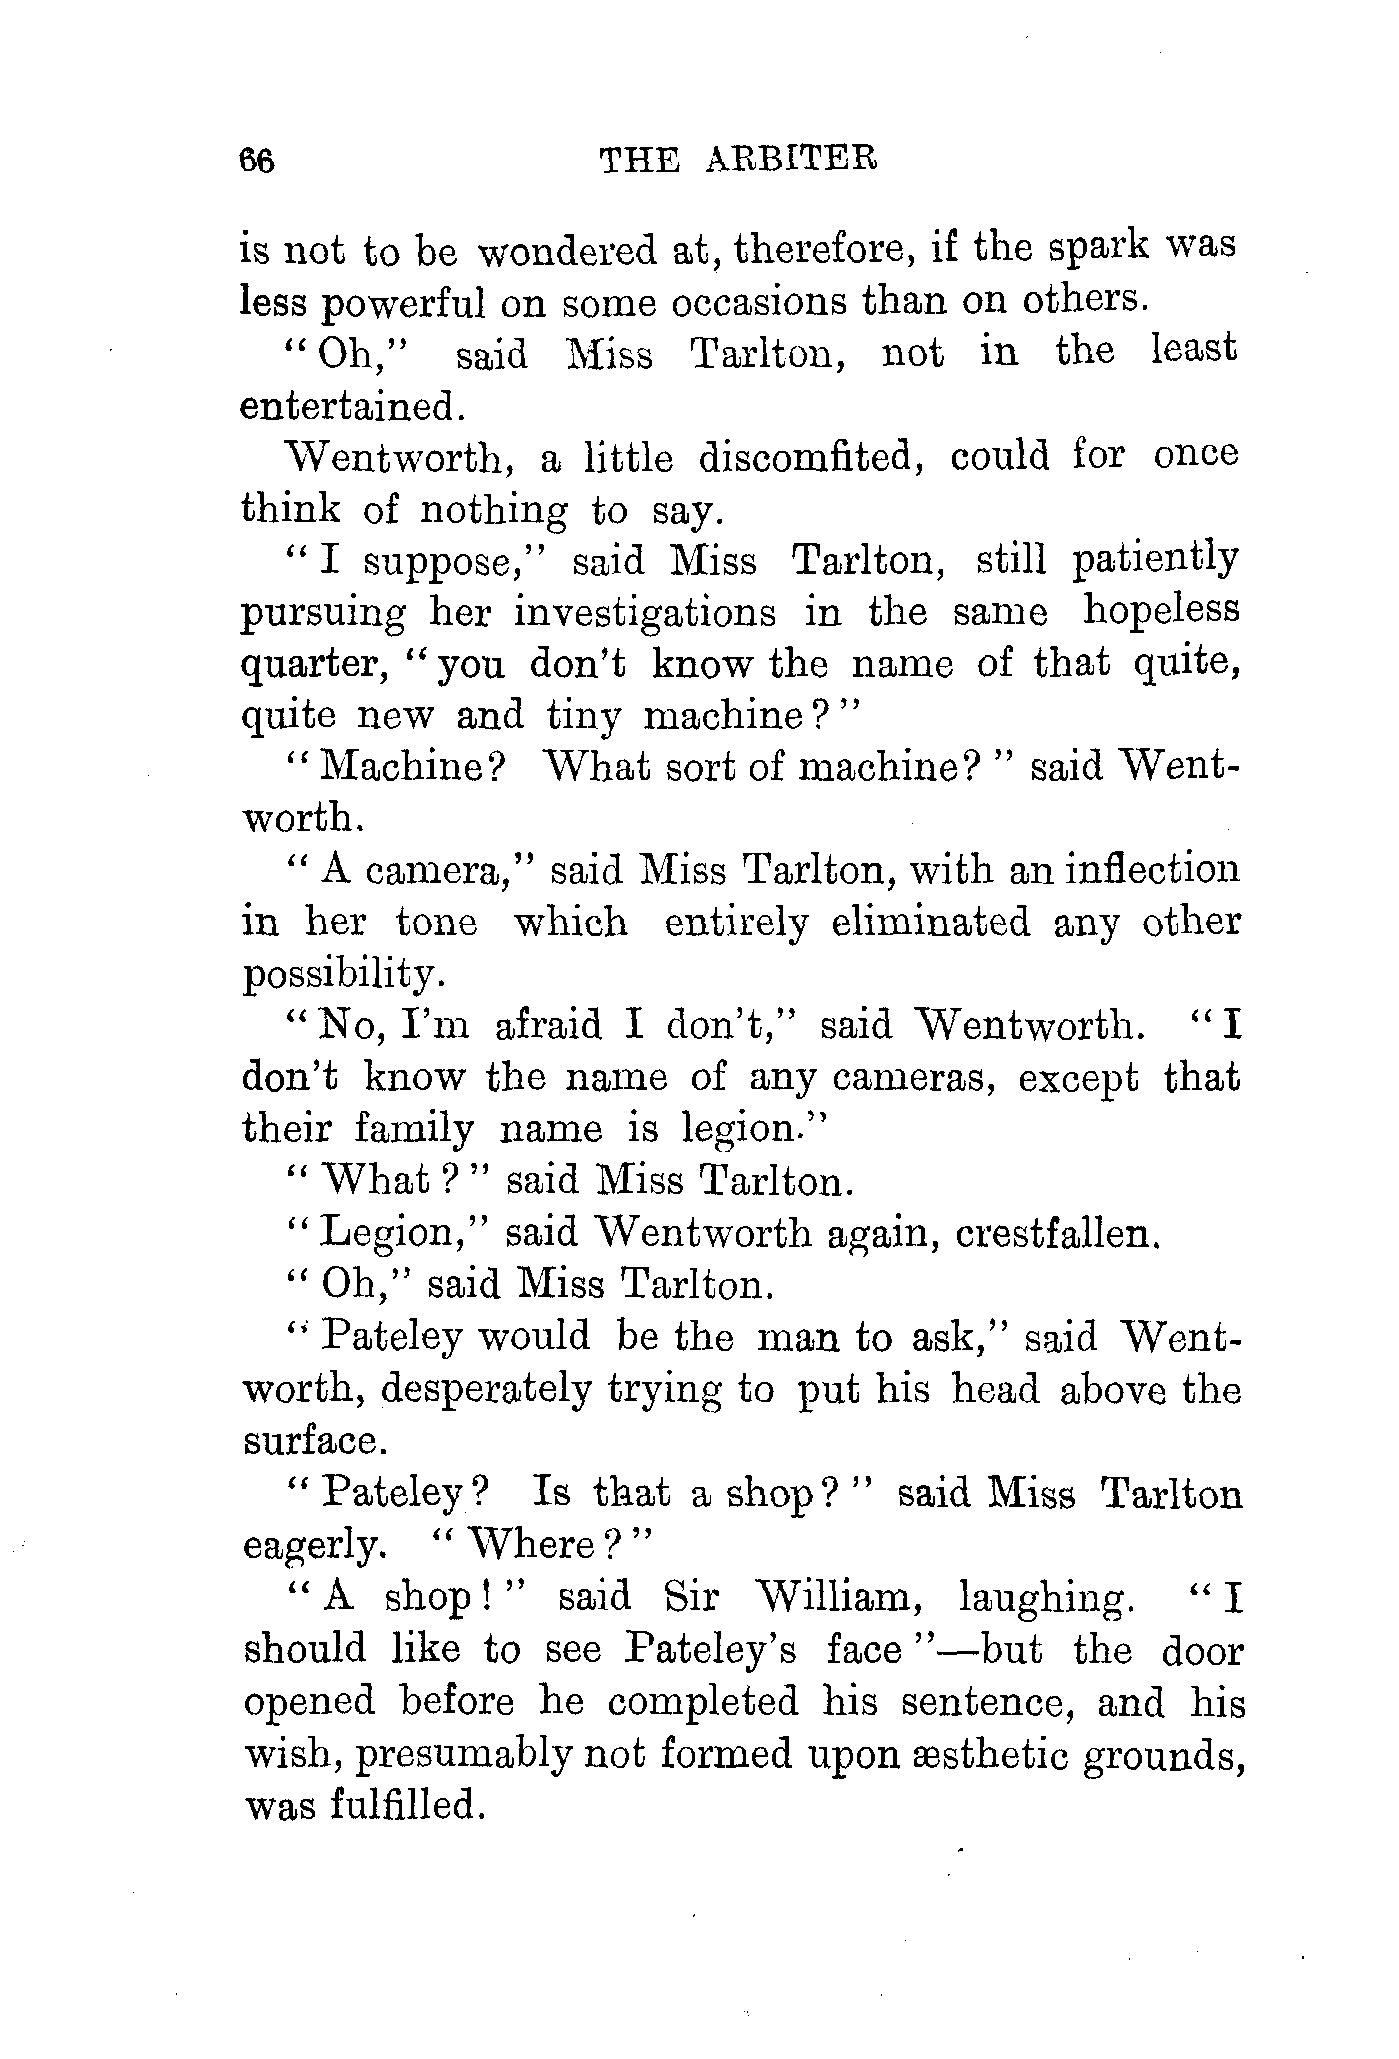 66 THE ARBITER
is not to be wondered at, therefore, if the spark was
less powerful on some occasions than on others.
"Oh," said Miss Tarlton, not in the least
entertained.
Wentworth, a little discomfited, could for once
think of nothing to say.
"I suppose," said Miss Tarlton, still patiently
pursuing her investigations in the same hopeless
quarter, "you don't know the name of that quite,
quite new and tiny machine?"
"Machine? What sort of machine?" said Went-
worth.
"A camera," said Miss Tarlton, with an inflection
in her tone which entirely eliminated any other
possibility.
"No, I'm afraid I don't," said Wentworth. "I
don't know the name of any cameras, except that
their family name is legion."
"What?" said Miss Tarlton.
"Legion," said Wentworth again, crestfallen.
"Oh," said Miss Tarlton.
"Pateley would be the man to ask," said Went-
worth, desperately trying to put his head above the
surface.
"Pateley? Is that a shop?" said Miss Tarlton
eagerly. "Where?"
"A shop!" said Sir William, laughing. "I
should like to see Pateley's face"—but the door
opened before he completed his sentence, and his
wish, presumably not formed upon æsthetic grounds,
was fulfilled.